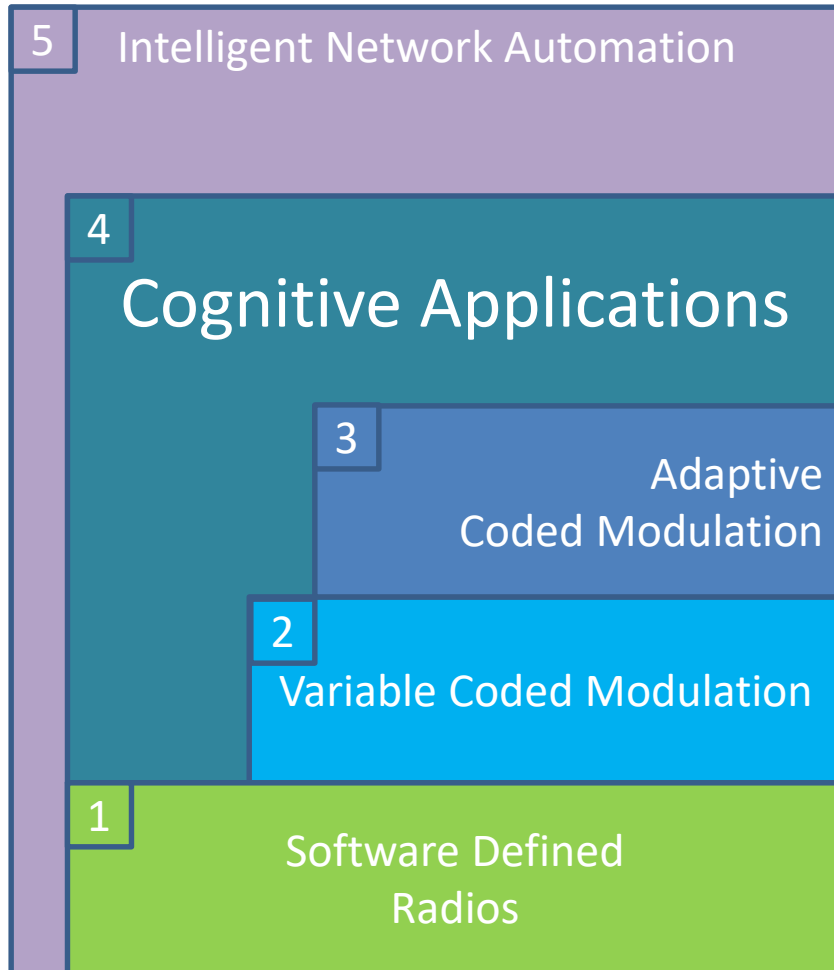 5
Intelligent Network Automation
4
Cognitive Applications
3
Adaptive
Coded Modulation
2
Variable Coded Modulation
1
Software Defined
Radios